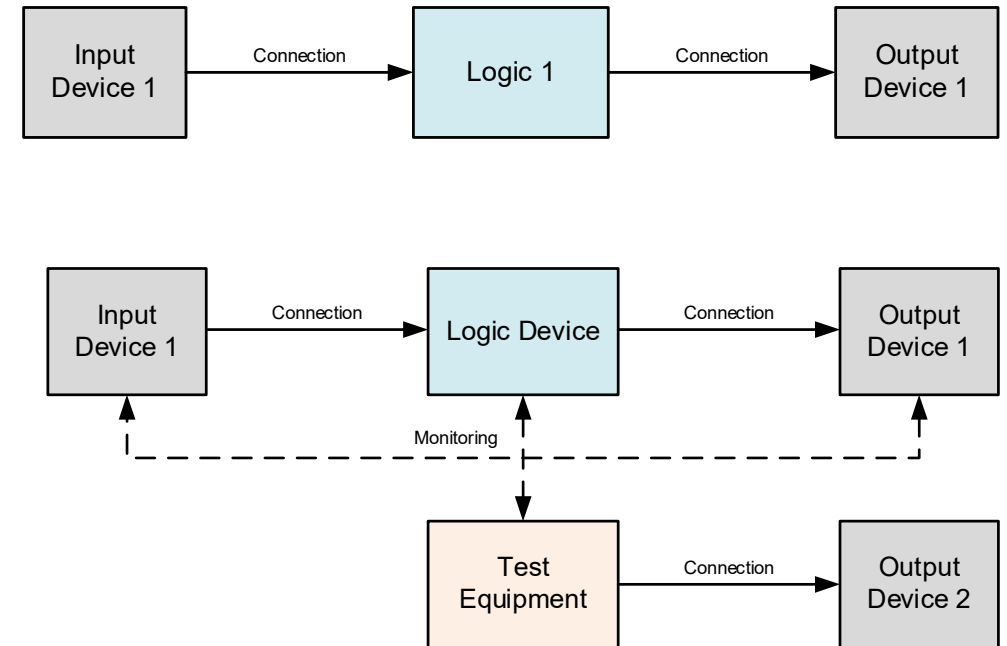 Input
Device 1
Connection
Logic 1
Connection
Output
Device 1
Input
Device 1
Connection
Logic Device
Connection
Output
Device 1
Monitoring
Test
Equipment
Connection
Output
Device 2